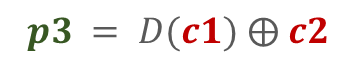 p3 = D(c1) ⊕ c2